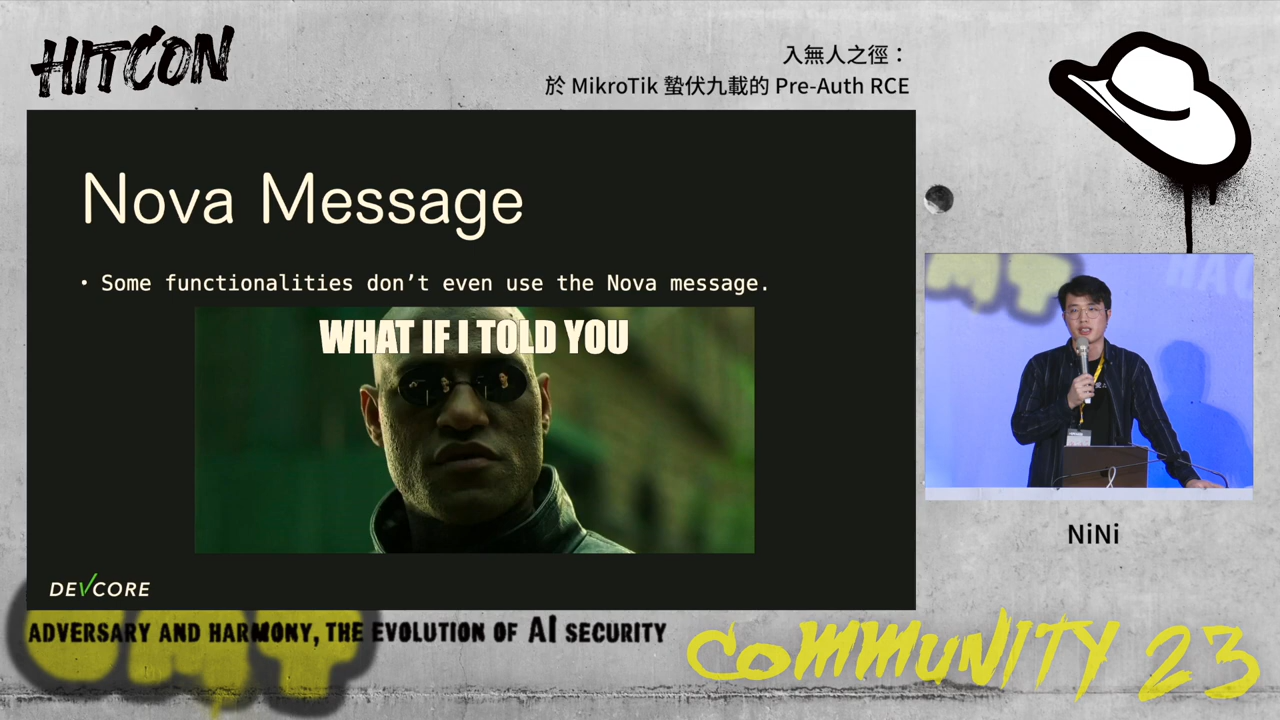 HITCON
入無人之徑：
於 MikroTik 蟄伏九載的 Pre-Auth RCE
Nova Message
• Some functionalities don’t even use the Nova message.
WHAT IF I TOLD YOU
DEVCORE
NiNi
ADVERSARY AND HARMONY, THE EVOLUTION OF AI SECURITY
COMMUNITY 23